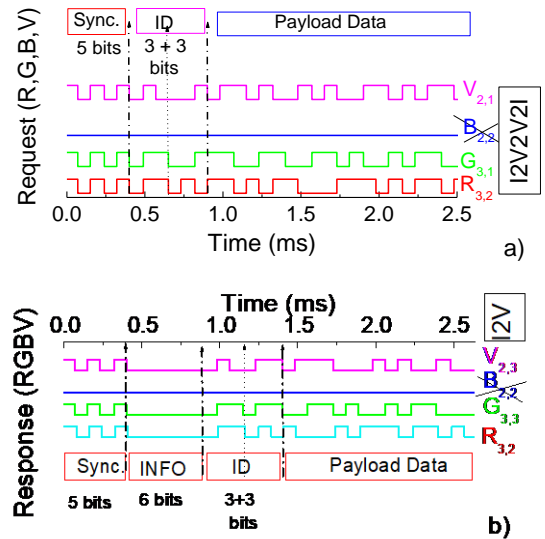 a)
Sync. ID Payload Data
5 bits 3 + 3
bits
Request (R,G,B,V)
V2,1
B2,2
G3,1
R3,2
I2V2V2I
0.0 0.5 1.0 1.5 2.0 2.5
Time (ms)
Time (ms)
0.0 0.5 1.0 1.5 2.0 2.5
I2V
Response (RGBV)
V2,3
B2,2
G3,3
R3,2
Sync. INFO ID Payload Data
5 bits 6 bits 3+3
bits
b)